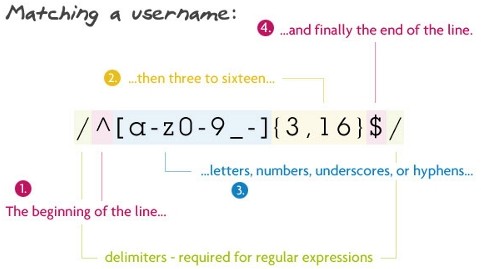 Matching a username:
4. ...and finally the end of the line.
2. ...then three to sixteen...
/^[a-z0-9_-]{3,16}$/
...letters, numbers, underscores, or hyphens...
3.
1.
The beginning of the line...
delimiters - required for regular expressions